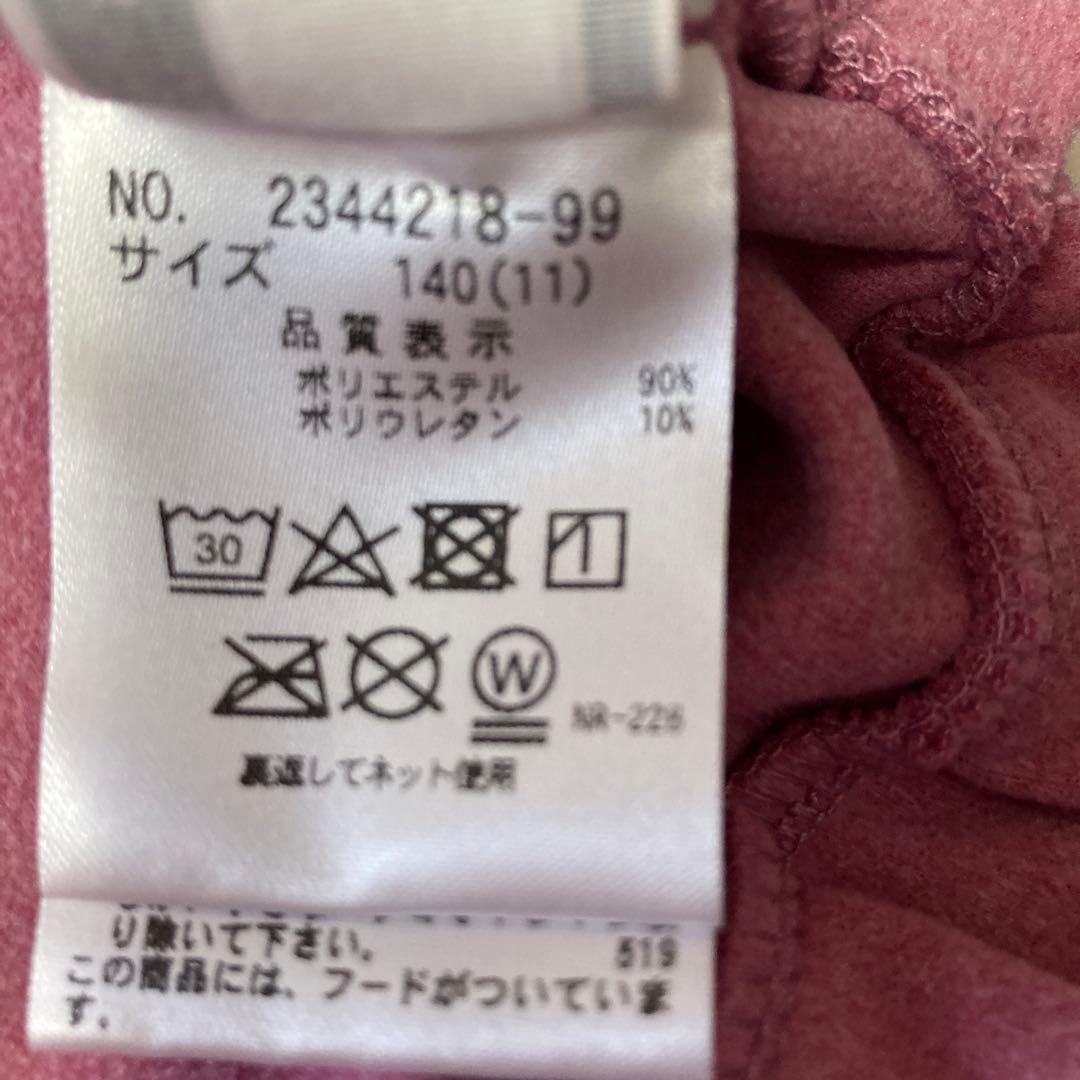 NO. 2344218-99
サイズ 140(11)
品質表示
ポリエステル 90%
ポリウレタン 10%
30
W NR-226
裏返してネット使用
り除いて下さい。 519
この商品には、フードがついていま
す。